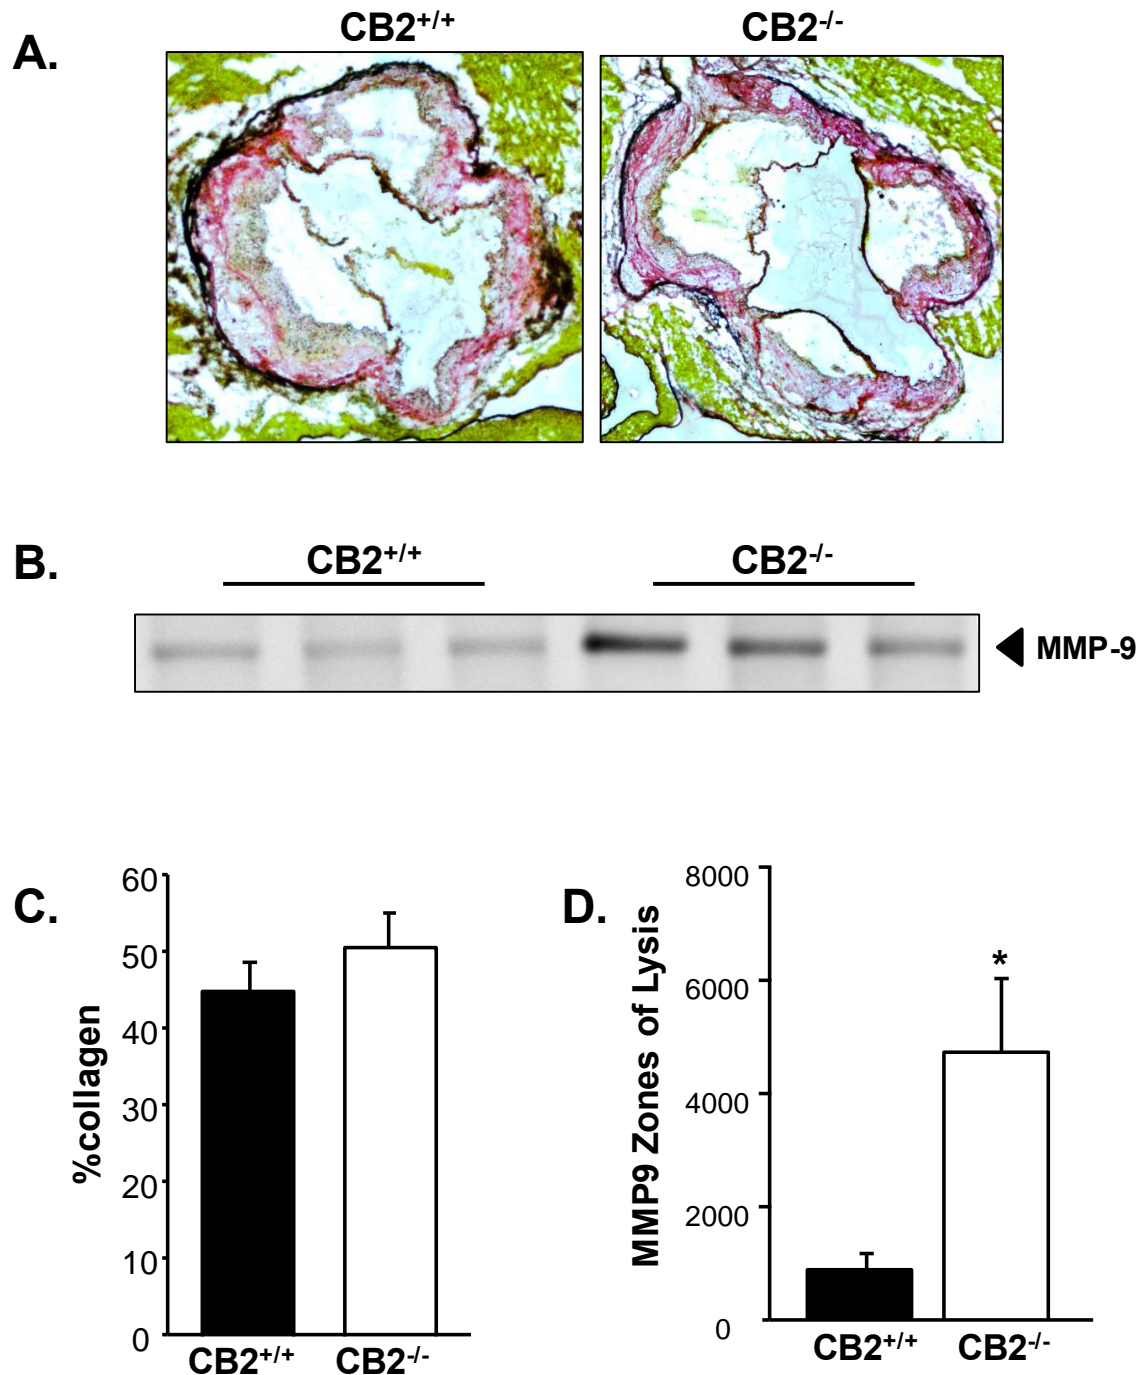 A.
CB2+/+
CB2-/-
B.
CB2+/+
CB2-/-
MMP-9
C.
%collagen
60
50
40
30
20
10
0
CB2+/+
CB2-/-
D.
MMP9 Zones of Lysis
8000
6000
4000
2000
0
*
CB2+/+
CB2-/-